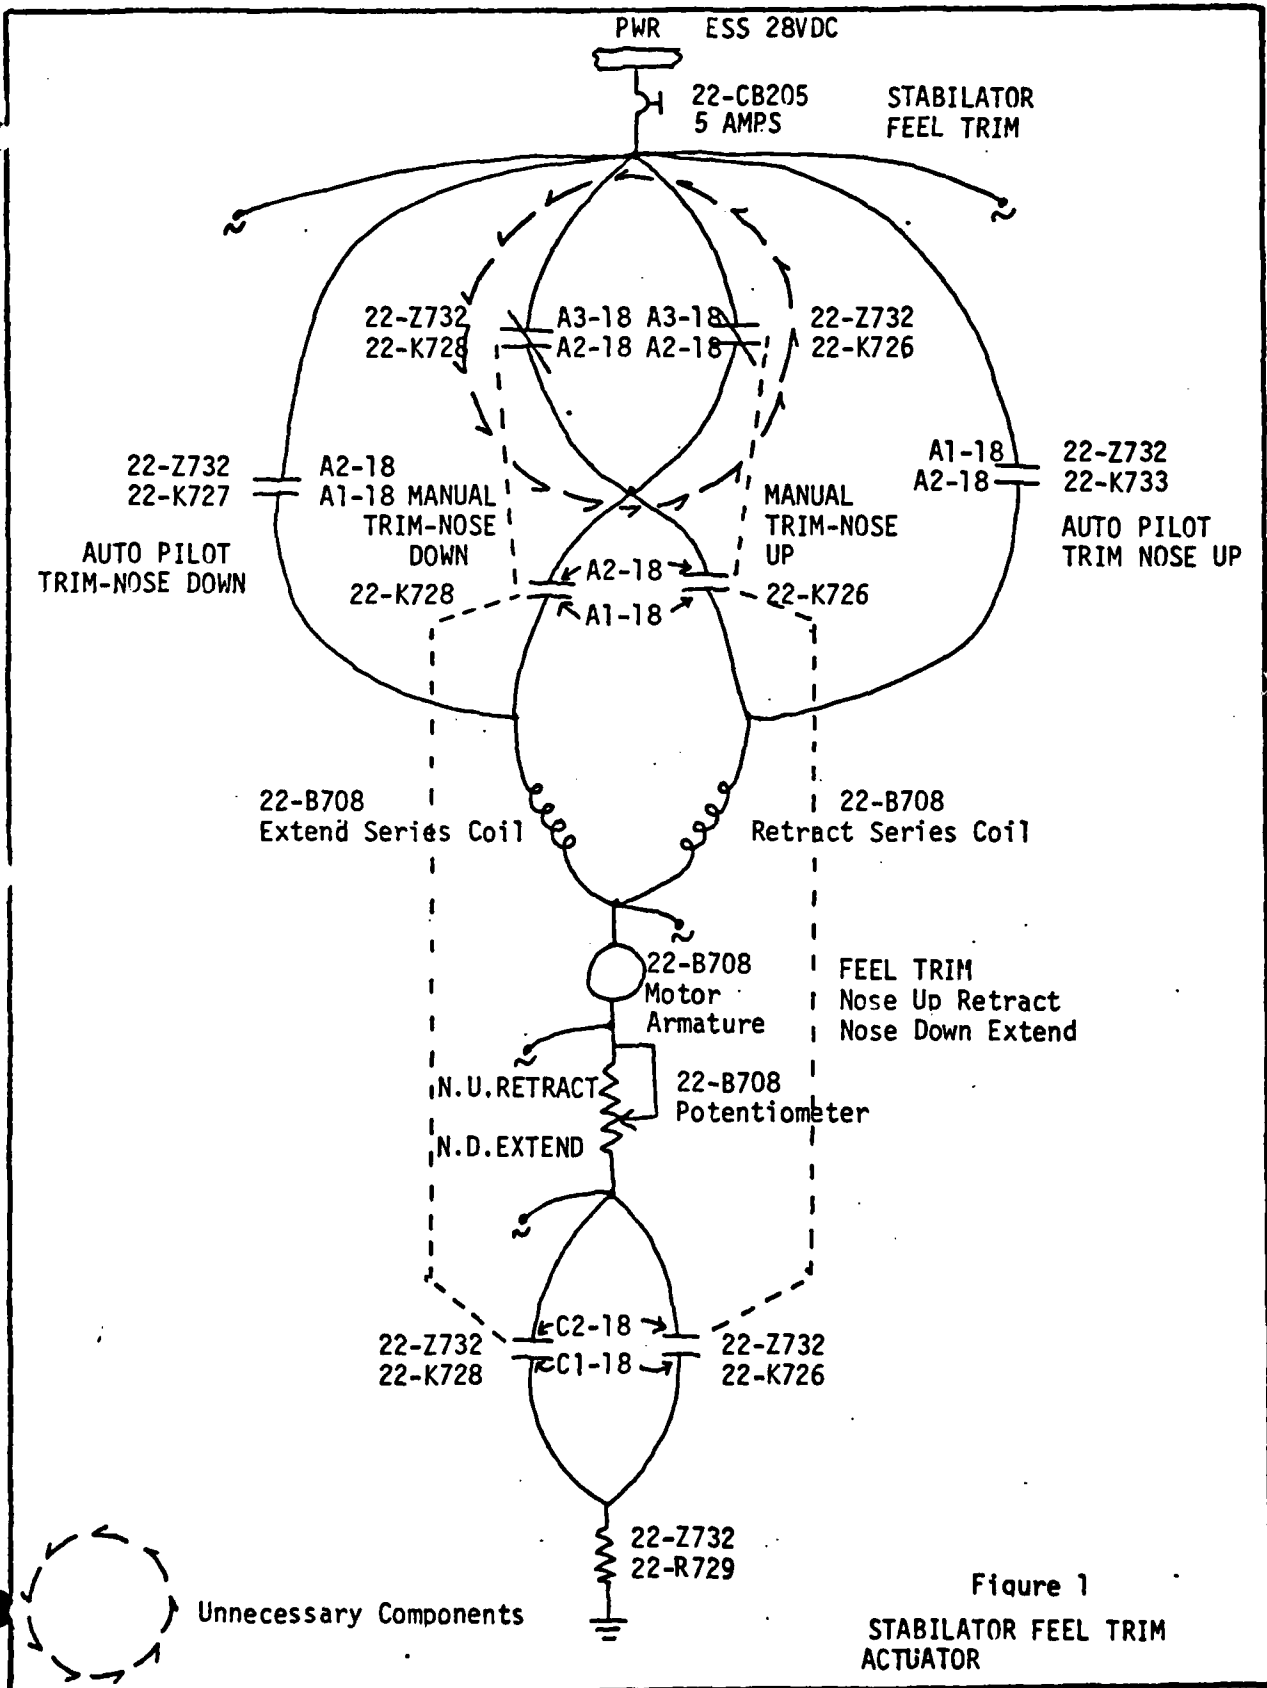 PWR ESS 28VDC
22-CB205
5 AMPS
STABILATOR
FEEL TRIM
22-Z732
22-K728
A3-18 A3-18
A2-18 A2-18
22-Z732
22-K726
22-Z732
22-K727
A2-18
A1-18
AUTO PILOT
TRIM-NOSE DOWN
MANUAL
TRIM-NOSE
DOWN
MANUAL
TRIM-NOSE
UP
A1-18
A2-18
22-Z732
22-K733
AUTO PILOT
TRIM NOSE UP
22-K728
A2-18
A1-18
22-K726
22-B708
Extend Series Coil
22-B708
Retract Series Coil
22-B708
Motor
Armature
FEEL TRIM
Nose Up Retract
Nose Down Extend
N.U.RETRACT
N.D.EXTEND
22-B708
Potentiometer
22-Z732
22-K728
C2-18
C1-18
22-Z732
22-K726
22-Z732
22-R729
Unnecessary Components
Figure 1
STABILATOR FEEL TRIM
ACTUATOR